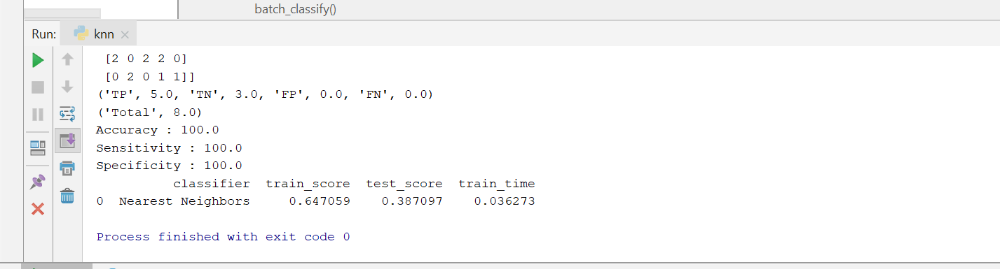 batch_classify()
Run: knn
[2 0 2 2 0]
[0 2 0 1 1]]
('TP', 5.0, 'TN', 3.0, 'FP', 0.0, 'FN', 0.0)
('Total', 8.0)
Accuracy : 100.0
Sensitivity : 100.0
Specificity : 100.0
classifier train_score test_score train_time
0 Nearest Neighbors 0.647059 0.387097 0.036273
Process finished with exit code 0